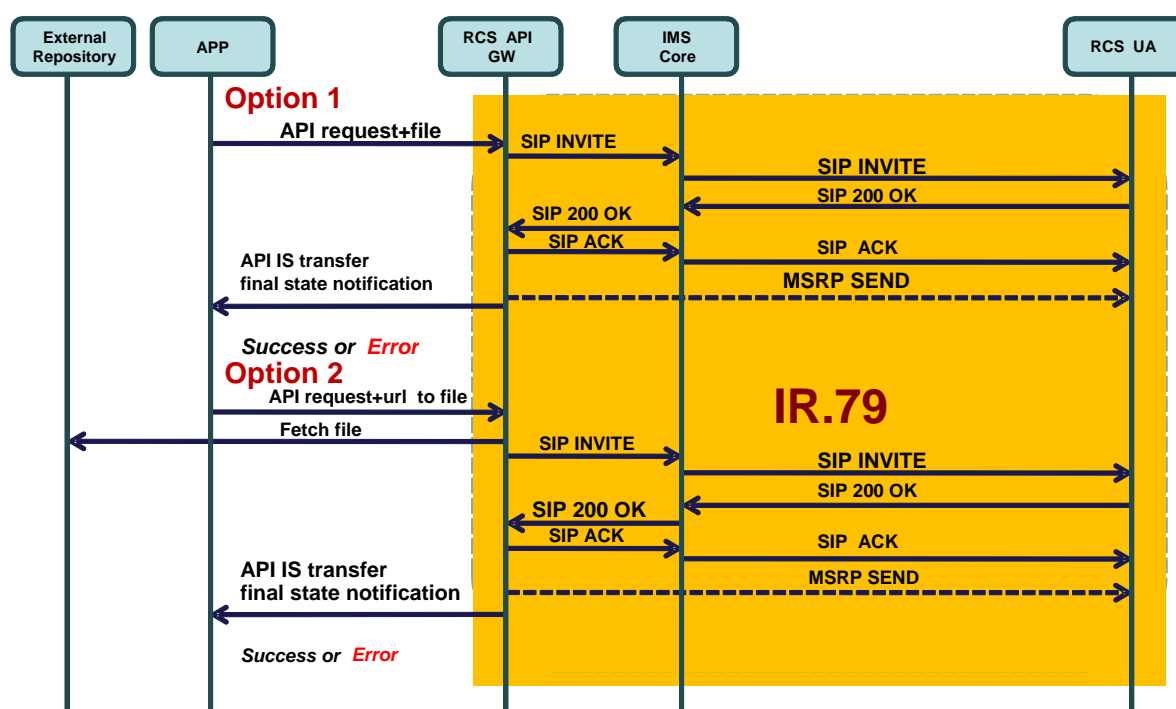 External
Repository
APP
RCS API
GW
IMS
Core
RCS UA
Option 1
API request+file
SIP INVITE
SIP INVITE
SIP 200 OK
SIP 200 OK
SIP ACK
SIP ACK
API IS transfer
final state notification
MSRP SEND
Success or Error
Option 2
API request+url to file
IR.79
Fetch file
SIP INVITE
SIP INVITE
SIP 200 OK
SIP 200 OK
SIP ACK
SIP ACK
API IS transfer
final state notification
MSRP SEND
Success or Error